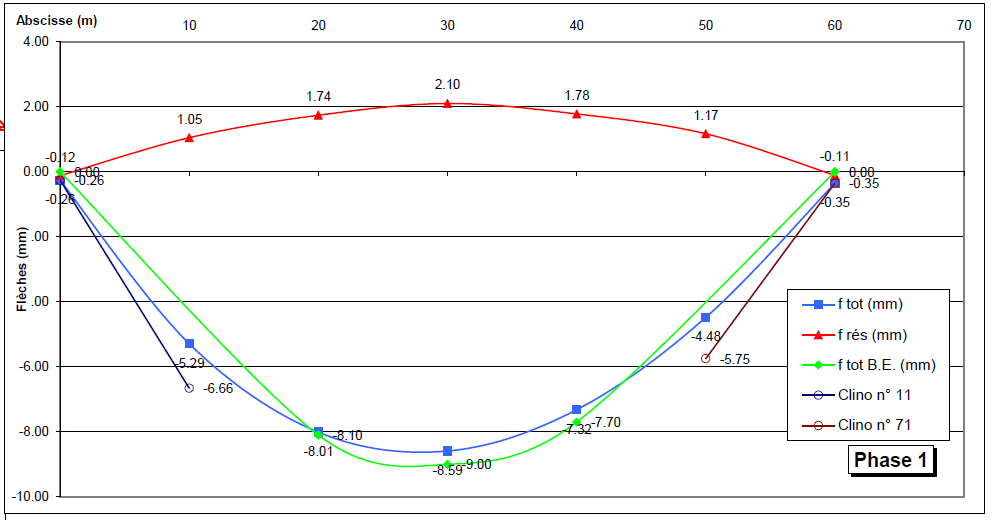 Abscisse (m)
10 20 30 40 50 60 70
4.00
2.10
1.74 1.78
2.00
1.05 1.17
-0.12 -0.11
0.00 0.00 0.00
-0.26 -0.35
-0.26 -0.35
.00
Flèches (mm)
.00
f tot (mm)
f rés (mm)
-4.48
-5.75
-5.29
-6.00
f tot B.E. (mm)
-6.66
Clino n° 11
-7.70
Clino n° 71
-7.32
-8.00
-8.10
-8.01
Phase 1
-9.00
-8.59
-10.00